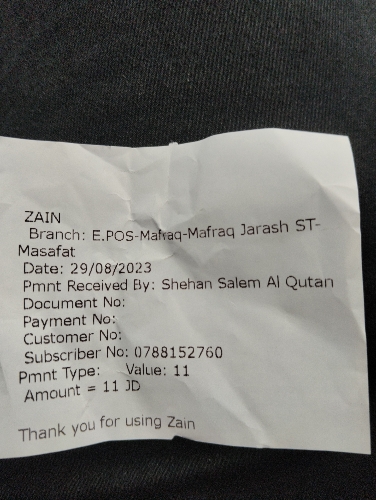 ZAIN
Branch: E.POS-Mafraq-Mafraq Jarash ST-
Masafat
Date: 29/08/2023
Pmnt Received By: Shehan Salem Al Qutan
Document No:
Payment No:
Customer No:
Subscriber No: 0788152760
Pmnt Type: Value: 11
Amount = 11 JD
Thank you for using Zain